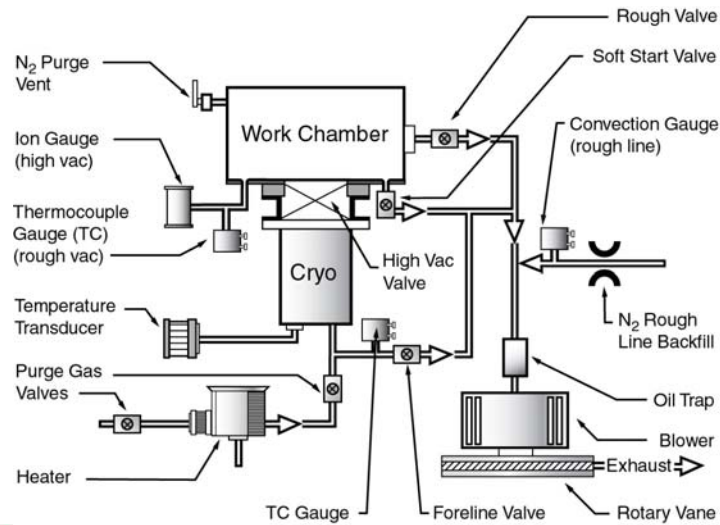 Rough Valve
N2 Purge
Vent
Soft Start Valve
Work Chamber
Ion Gauge
(high vac)
Convection Gauge
(rough line)
Thermocouple
Gauge (TC)
(rough vac)
High Vac
Valve
Cryo
Temperature
Transducer
N2 Rough
Line Backfill
Purge Gas
Valves
Oil Trap
Blower
Heater
Exhaust
TC Gauge
Foreline Valve
Rotary Vane